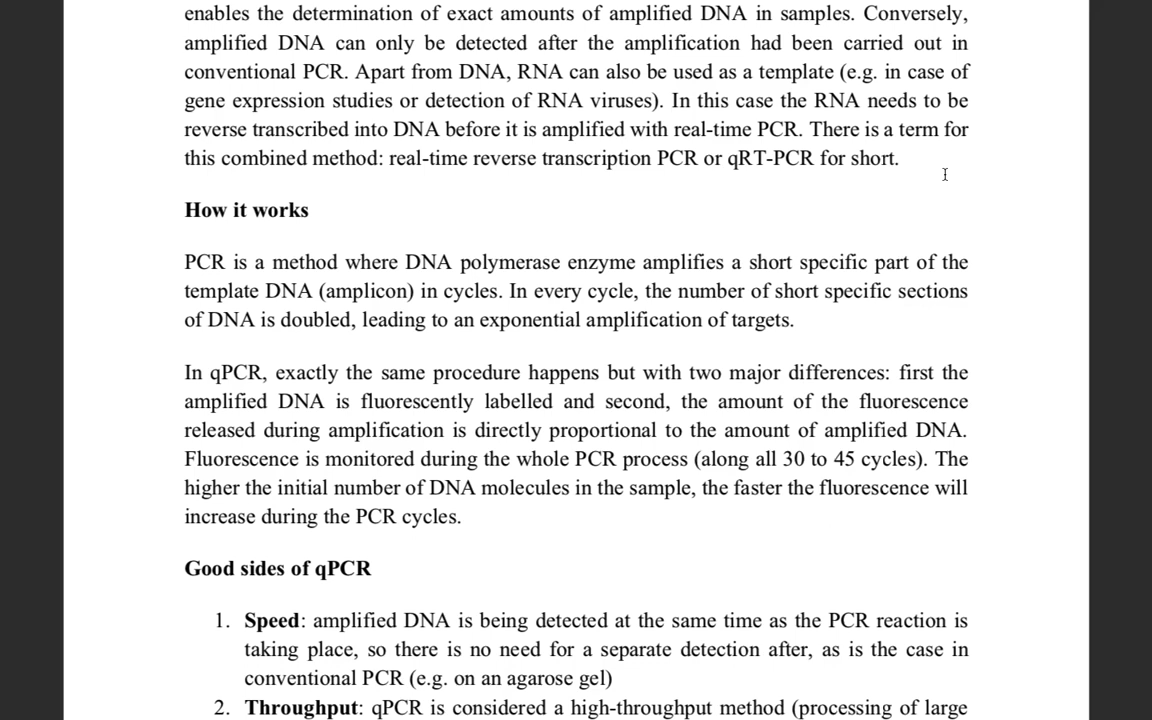 enables the determination of exact amounts of amplified DNA in samples. Conversely,
amplified DNA can only be detected after the amplification had been carried out in
conventional PCR. Apart from DNA, RNA can also be used as a template (e.g. in case of
gene expression studies or detection of RNA viruses). In this case the RNA needs to be
reverse transcribed into DNA before it is amplified with real-time PCR. There is a term for
this combined method: real-time reverse transcription PCR or qRT-PCR for short.
How it works
PCR is a method where DNA polymerase enzyme amplifies a short specific part of the
template DNA (amplicon) in cycles. In every cycle, the number of short specific sections
of DNA is doubled, leading to an exponential amplification of targets.
In qPCR, exactly the same procedure happens but with two major differences: first the
amplified DNA is fluorescently labelled and second, the amount of the fluorescence
released during amplification is directly proportional to the amount of amplified DNA.
Fluorescence is monitored during the whole PCR process (along all 30 to 45 cycles). The
higher the initial number of DNA molecules in the sample, the faster the fluorescence will
increase during the PCR cycles.
Good sides of qPCR
1. Speed: amplified DNA is being detected at the same time as the PCR reaction is
taking place, so there is no need for a separate detection after, as is the case in
conventional PCR (e.g. on an agarose gel)
2. Throughput: qPCR is considered a high-throughput method (processing of large